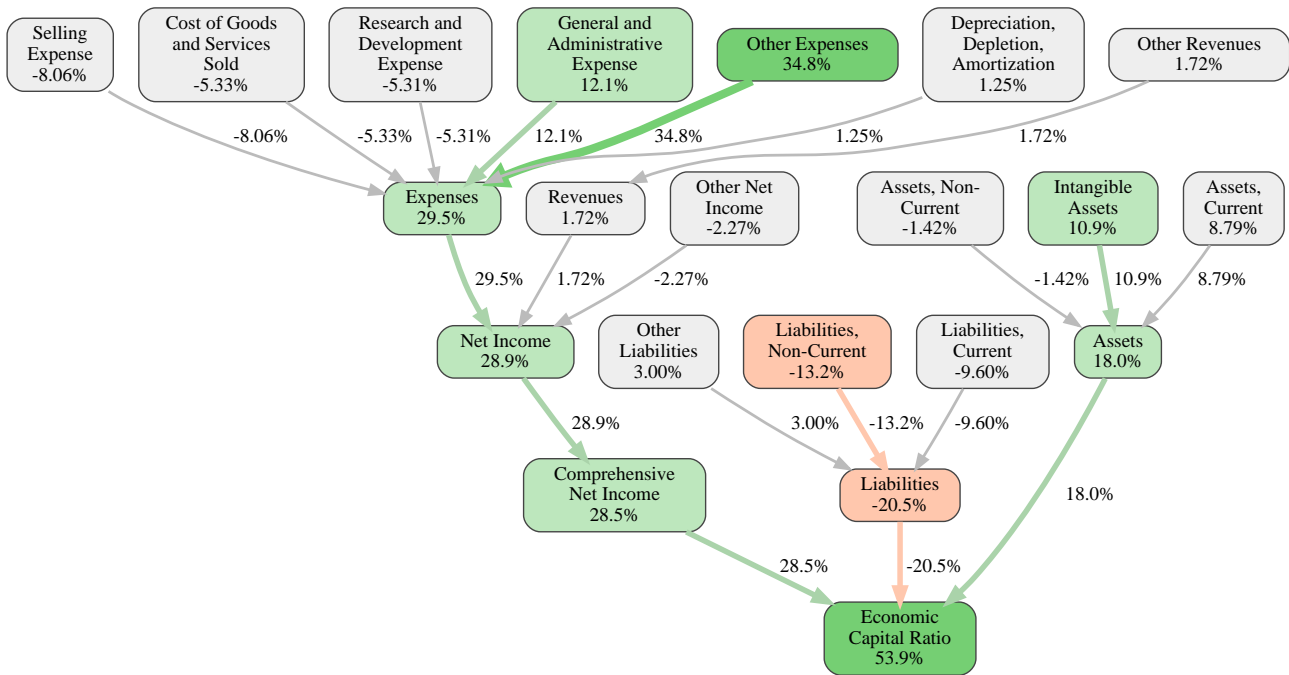 Selling
Expense
-8.06%
Cost of Goods
and Services
Sold
-5.33%
Research and
Development
Expense
-5.31%
General and
Administrative
Expense
12.1%
Other Expenses
34.8%
Depreciation,
Depletion,
Amortization
1.25%
Other Revenues
1.72%
-8.06%
-5.33%
-5.31%
12.1%
34.8%
1.25%
1.72%
Expenses
29.5%
Revenues
1.72%
Other Net
Income
-2.27%
Assets, Non-
Current
-1.42%
Intangible
Assets
10.9%
Assets,
Current
8.79%
29.5%
1.72%
-2.27%
-1.42%
10.9%
8.79%
Net Income
28.9%
Other
Liabilities
3.00%
Liabilities,
Non-Current
-13.2%
Liabilities,
Current
-9.60%
Assets
18.0%
28.9%
3.00%
-13.2%
-9.60%
Comprehensive
Net Income
28.5%
Liabilities
-20.5%
18.0%
28.5%
-20.5%
Economic
Capital Ratio
53.9%